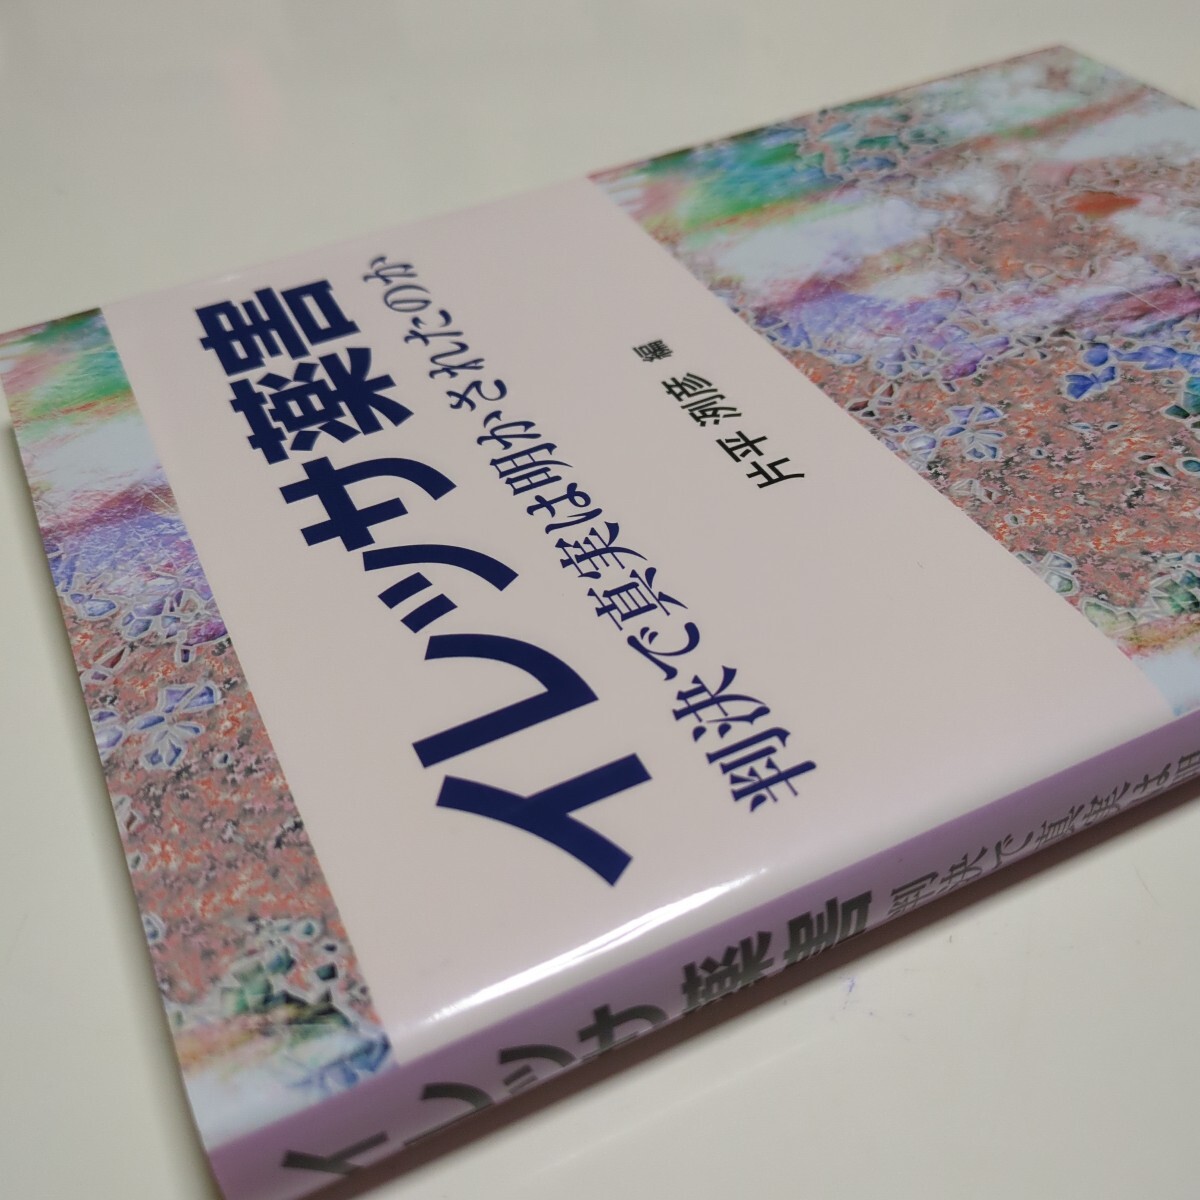 イレッサ薬害
判決で真実は明かされたのか
片平 洌彦 編
イレッサ薬害 判決で真実は明